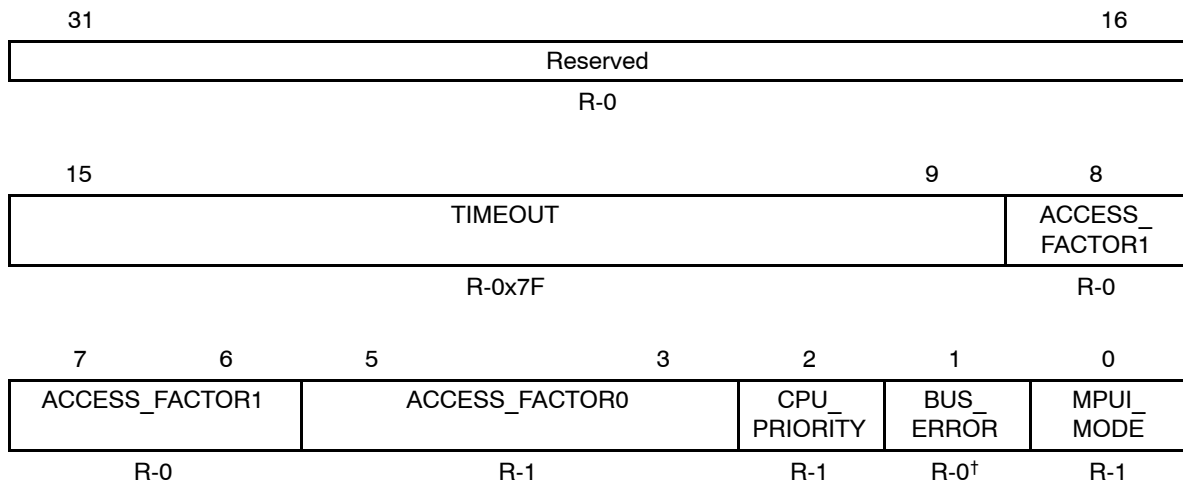 31 16
Reserved
R-0
15 9 8
TIMEOUT ACCESS_
FACTOR1
R-0x7F R-0
7 6 5 3 2 1 0
ACCESS_FACTOR1 ACCESS_FACTOR0 CPU_ BUS_ MPUI_
PRIORITY ERROR MODE
R-0 R-1 R-1 R-0† R-1